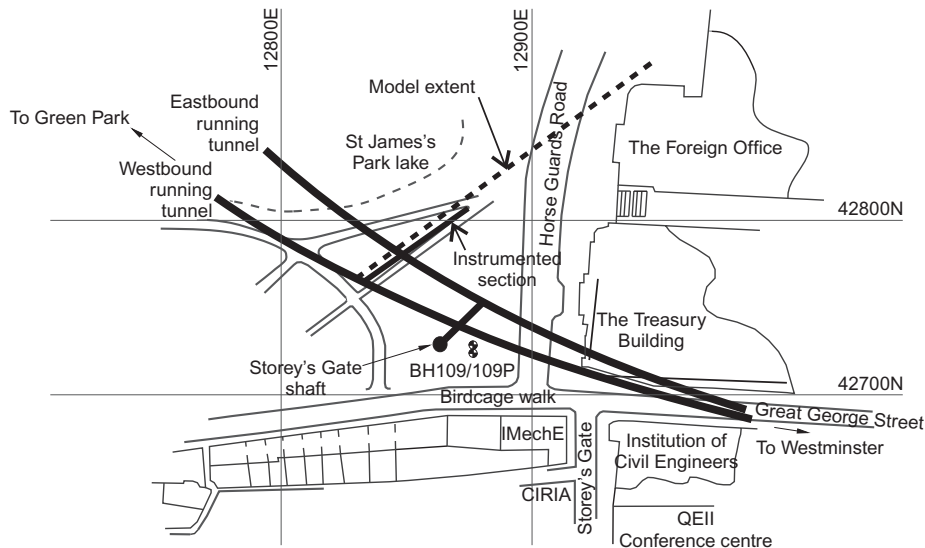 12800E
12900E
Model extent
Eastbound
running
tunnel
To Green Park
St James's
Park lake
Westbound
running
tunnel
Horse Guards Road
The Foreign Office
42800N
Instrumented
section
The Treasury
Building
Storey's Gate
shaft
BH109/109P
42700N
Birdcage walk
Great George Street
IMechE
Institution of
Civil Engineers
To Westminster
Storey's Gate
CIRIA
QEII
Conference centre